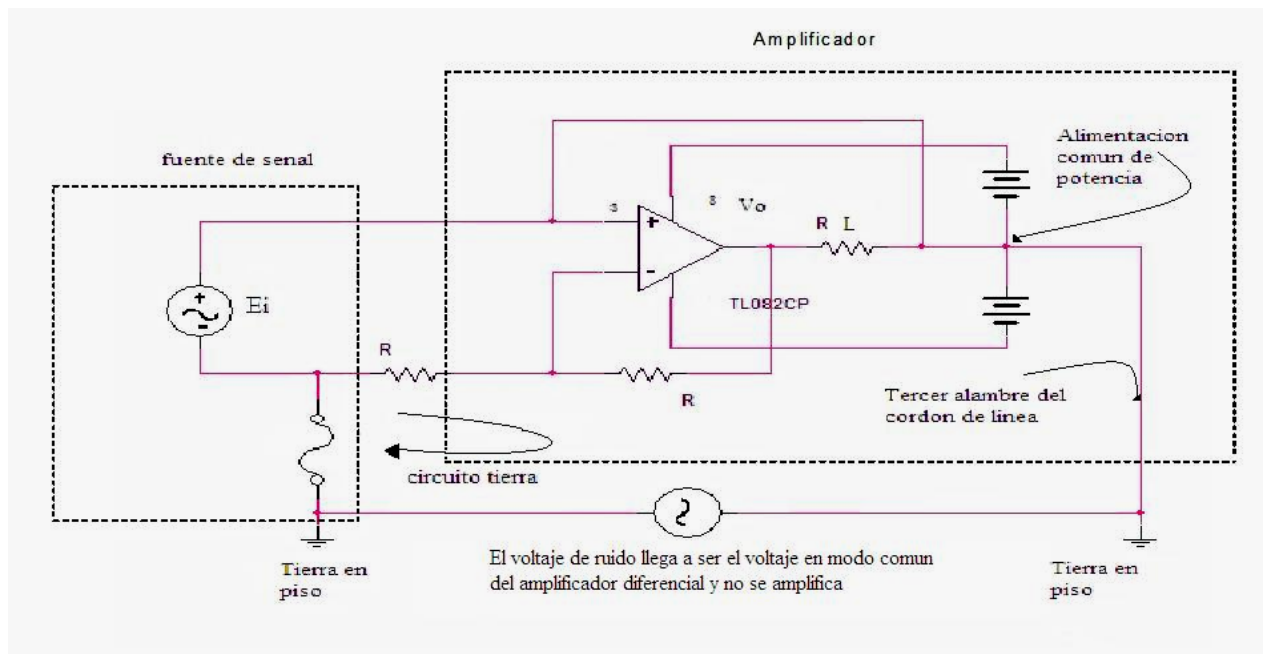 Amplificador
fuente de senal
Alimentacion
comun de
potencia
s
8
Vo
R L
Ei
TL082CP
R
R
Tercer alambre del
cordon de linea
circuito tierra
Tierra en
piso
El voltaje de ruido llega a ser el voltaje en modo comun
del amplificador diferencial y no se amplifica
Tierra en
piso